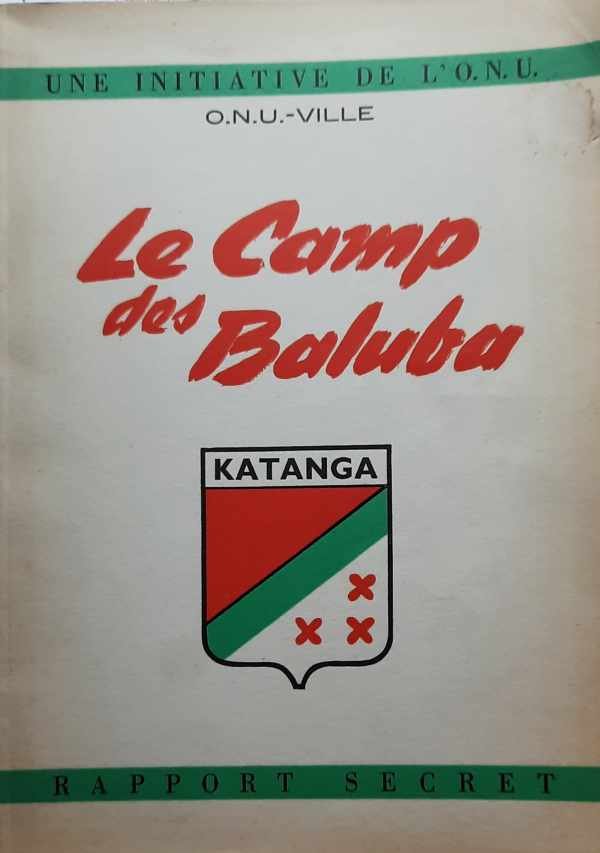 UNE INITIATIVE DE L'O.N.U.
O.N.U.-VILLE
Le Camp
des Baluba
KATANGA
RAPPORT SECRET